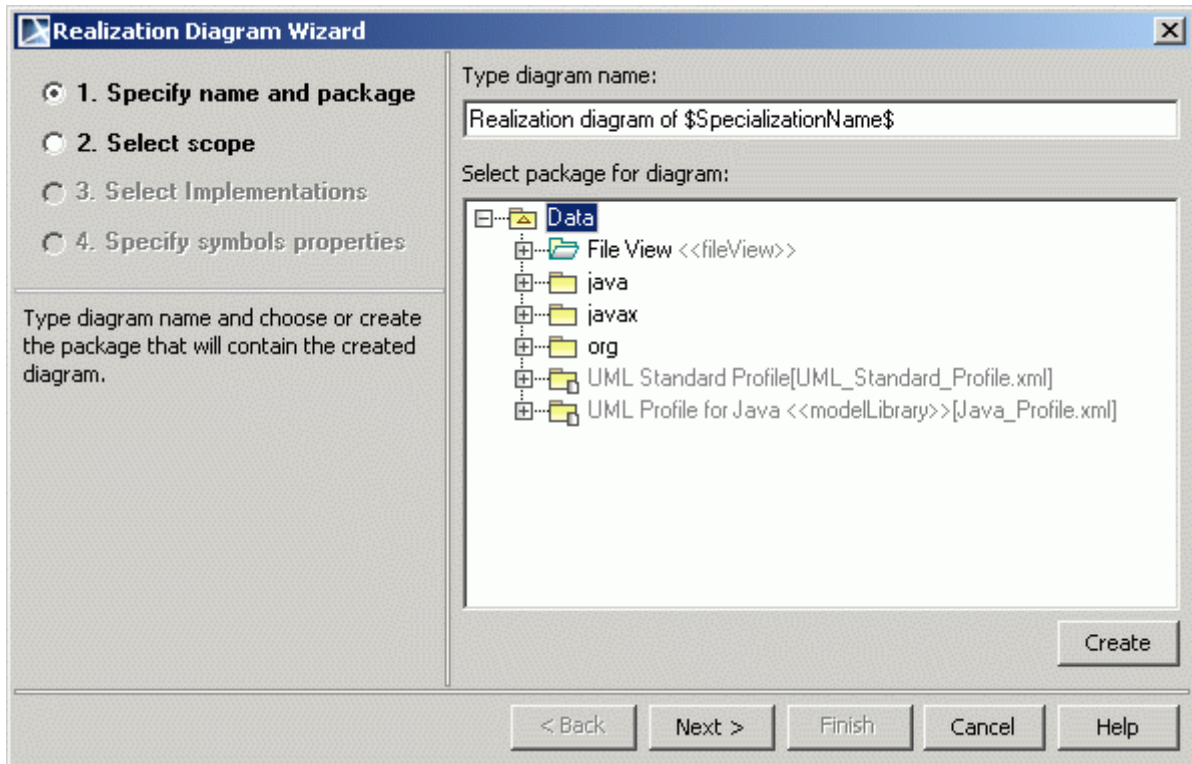 Realization Diagram Wizard
1. Specify name and package
2. Select scope
3. Select Implementations
4. Specify symbols properties
Type diagram name and choose or create
the package that will contain the created
diagram.
Type diagram name:
Realization diagram of $SpecializationName$
Select package for diagram:
Data
File View <<fileView>>
java
javax
org
UML Standard Profile[UML_Standard_Profile.xml]
UML Profile for Java <<modelLibrary>>[Java_Profile.xml]
Create
< Back
Next >
Finish
Cancel
Help